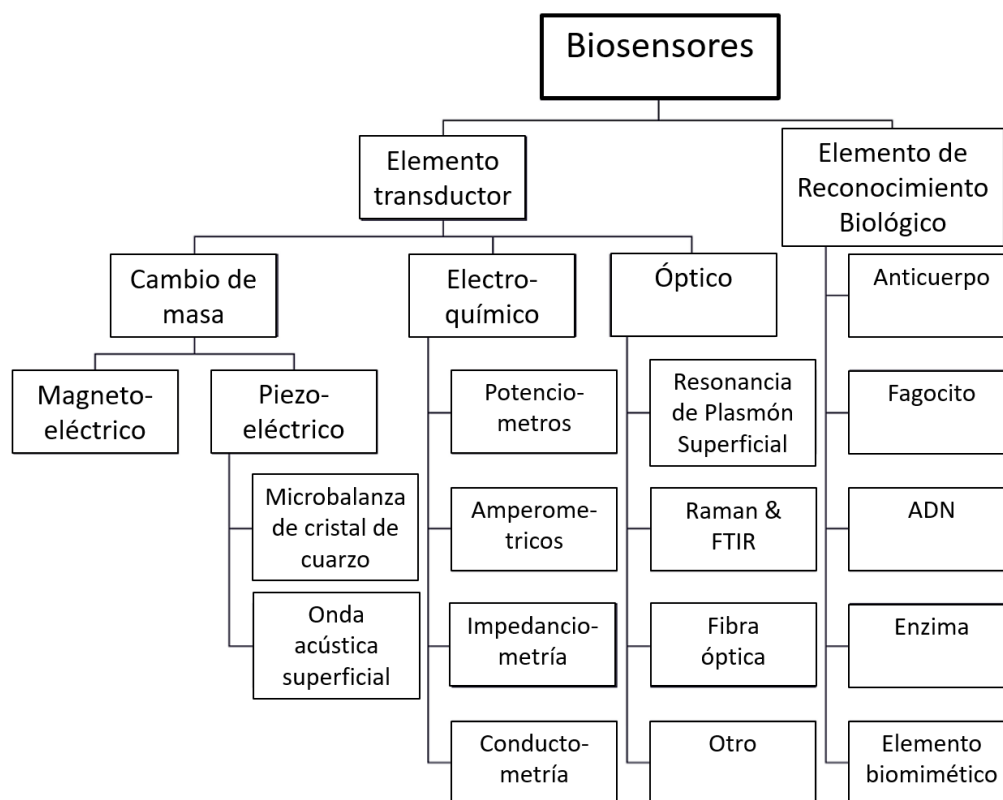 Biosensores
Elemento
transductor
Elemento de
Reconocimiento
Biológico
Cambio de
masa
Electro-
químico
Óptico
Anticuerpo
Magneto-
eléctrico
Piezo-
eléctrico
Potencio-
metros
Resonancia
de Plasmón
Superficial
Fagocito
Microbalanza
de cristal de
cuarzo
Amperome-
tricos
Raman &
FTIR
ADN
Onda
acústica
superficial
Impedancio-
metría
Fibra
óptica
Enzima
Conducto-
metría
Otro
Elemento
biomimético